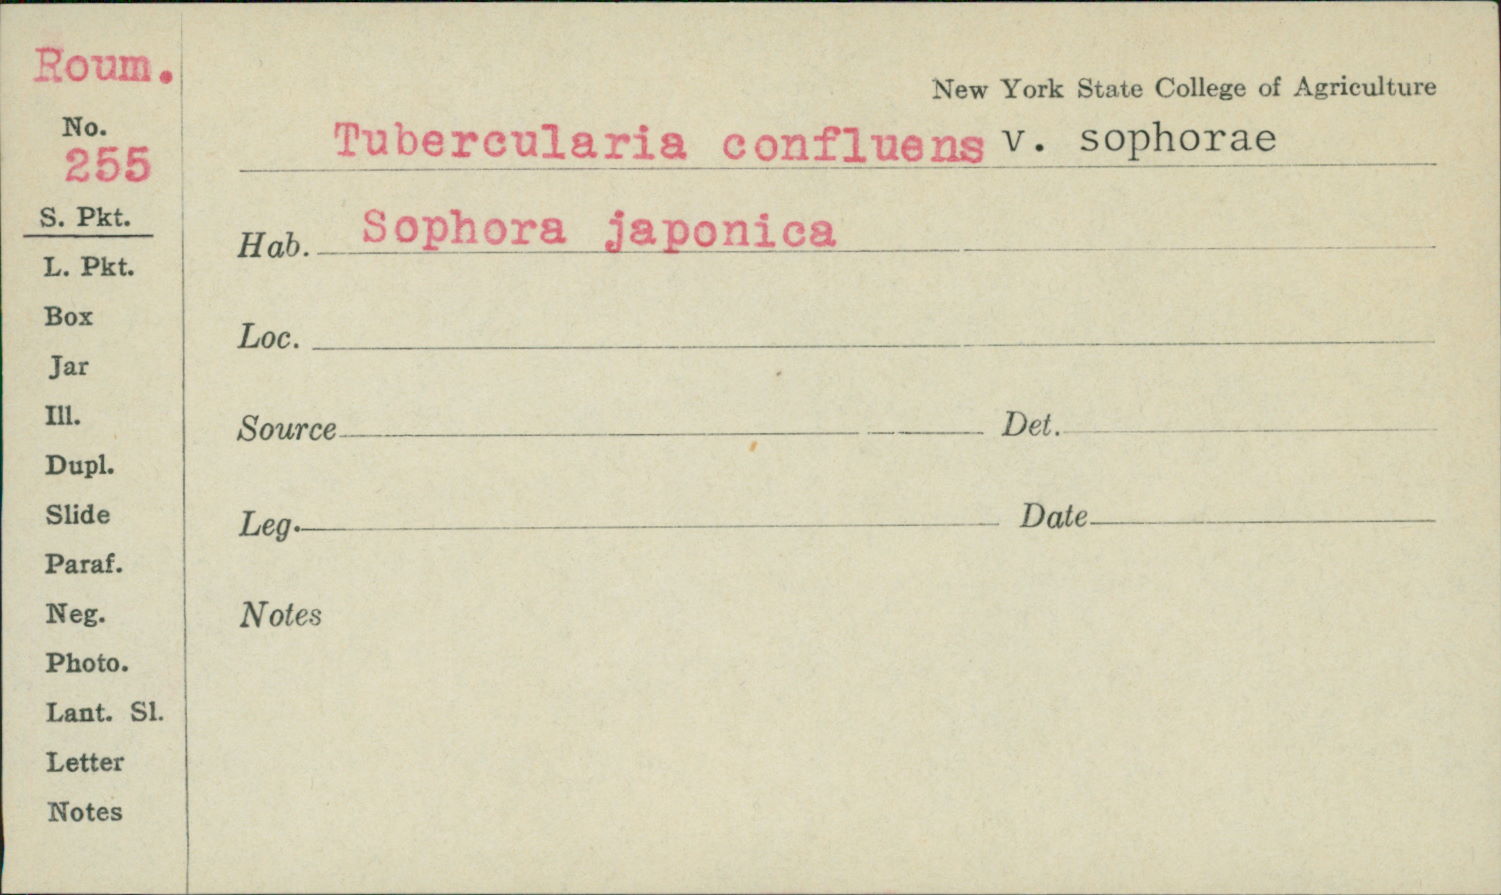 Roum.
No.
255
S. Pkt.
L. Pkt.
Box
Jar
Ill.
Dupl.
Slide
Paraf.
Neg.
Photo.
Lant. Sl.
Letter
Notes
New York State College of Agriculture
Tubercularia confluens v. sophorae
Hab. Sophora japonica
Loc.
Source Det.
Leg. Date
Notes